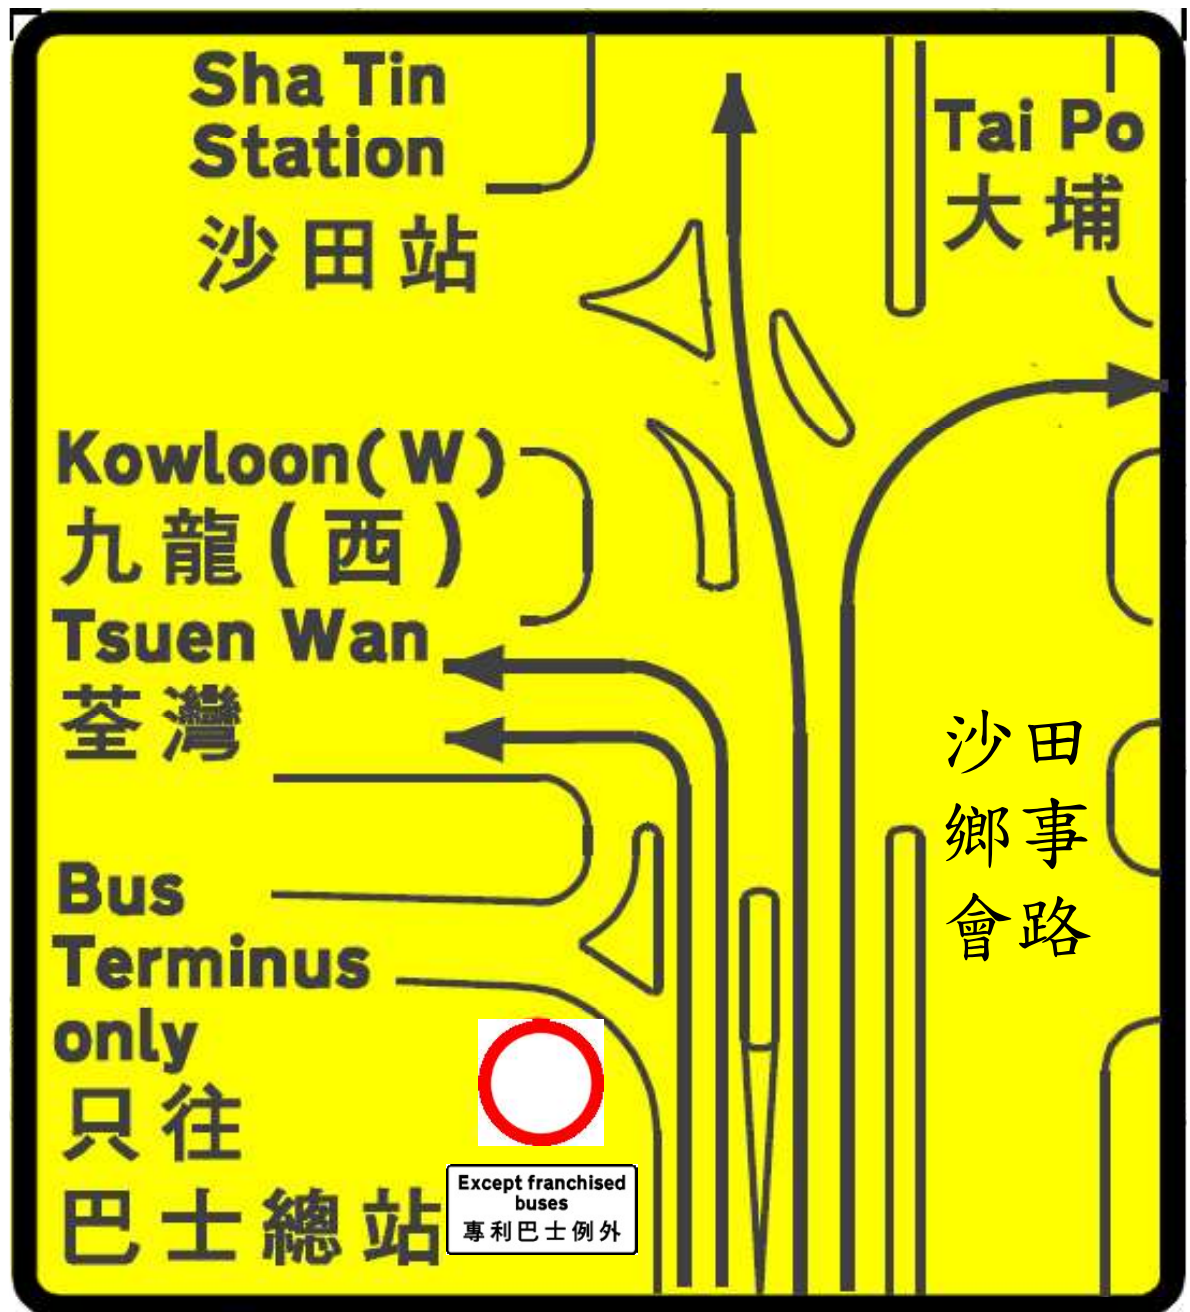 Sha Tin
Station
沙田站
Tai Po
大埔
Kowloon(W)
九龍(西)
Tsuen Wan
荃灣
沙田
鄉事
會路
Bus
Terminus
only
只往
巴士總站
Except franchised
buses
專利巴士例外